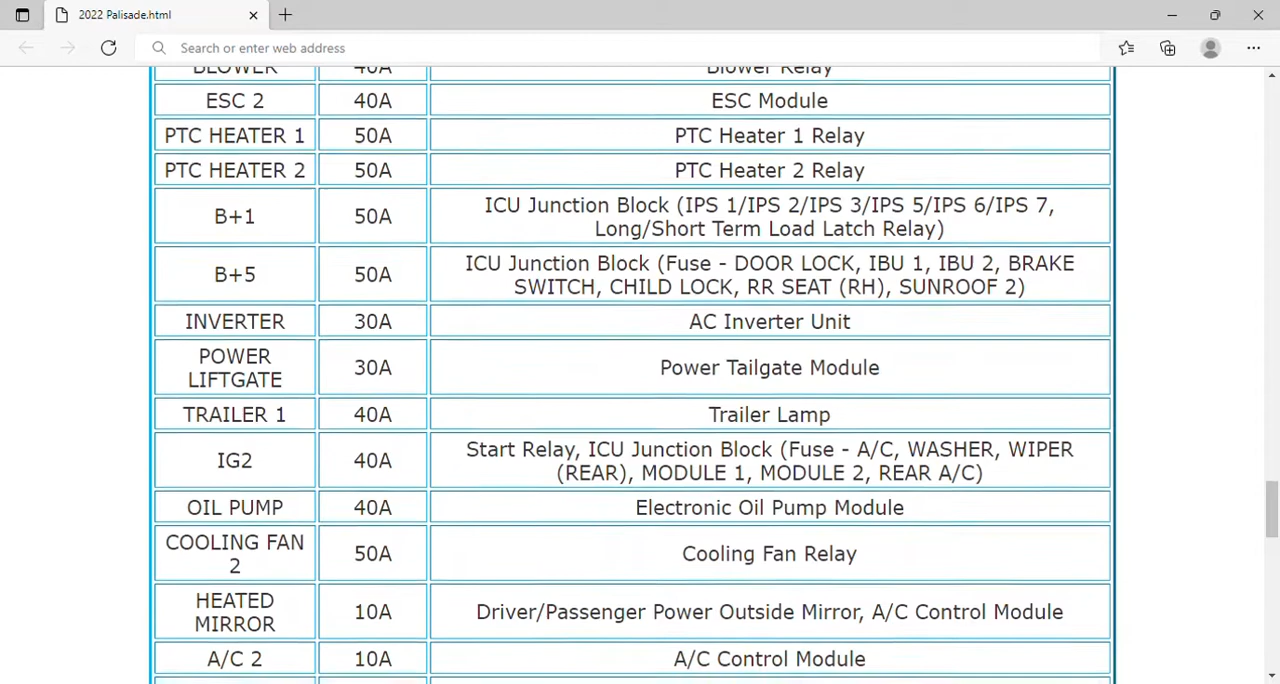 2022 Palisade.html
Search or enter web address
BLOWER 40A Blower Relay
ESC 2 40A ESC Module
PTC HEATER 1 50A PTC Heater 1 Relay
PTC HEATER 2 50A PTC Heater 2 Relay
B+1 50A ICU Junction Block (IPS 1/IPS 2/IPS 3/IPS 5/IPS 6/IPS 7,
Long/Short Term Load Latch Relay)
B+5 50A ICU Junction Block (Fuse - DOOR LOCK, IBU 1, IBU 2, BRAKE
SWITCH, CHILD LOCK, RR SEAT (RH), SUNROOF 2)
INVERTER 30A AC Inverter Unit
POWER
LIFTGATE 30A Power Tailgate Module
TRAILER 1 40A Trailer Lamp
IG2 40A Start Relay, ICU Junction Block (Fuse - A/C, WASHER, WIPER
(REAR), MODULE 1, MODULE 2, REAR A/C)
OIL PUMP 40A Electronic Oil Pump Module
COOLING FAN
2 50A Cooling Fan Relay
HEATED
MIRROR 10A Driver/Passenger Power Outside Mirror, A/C Control Module
A/C 2 10A A/C Control Module